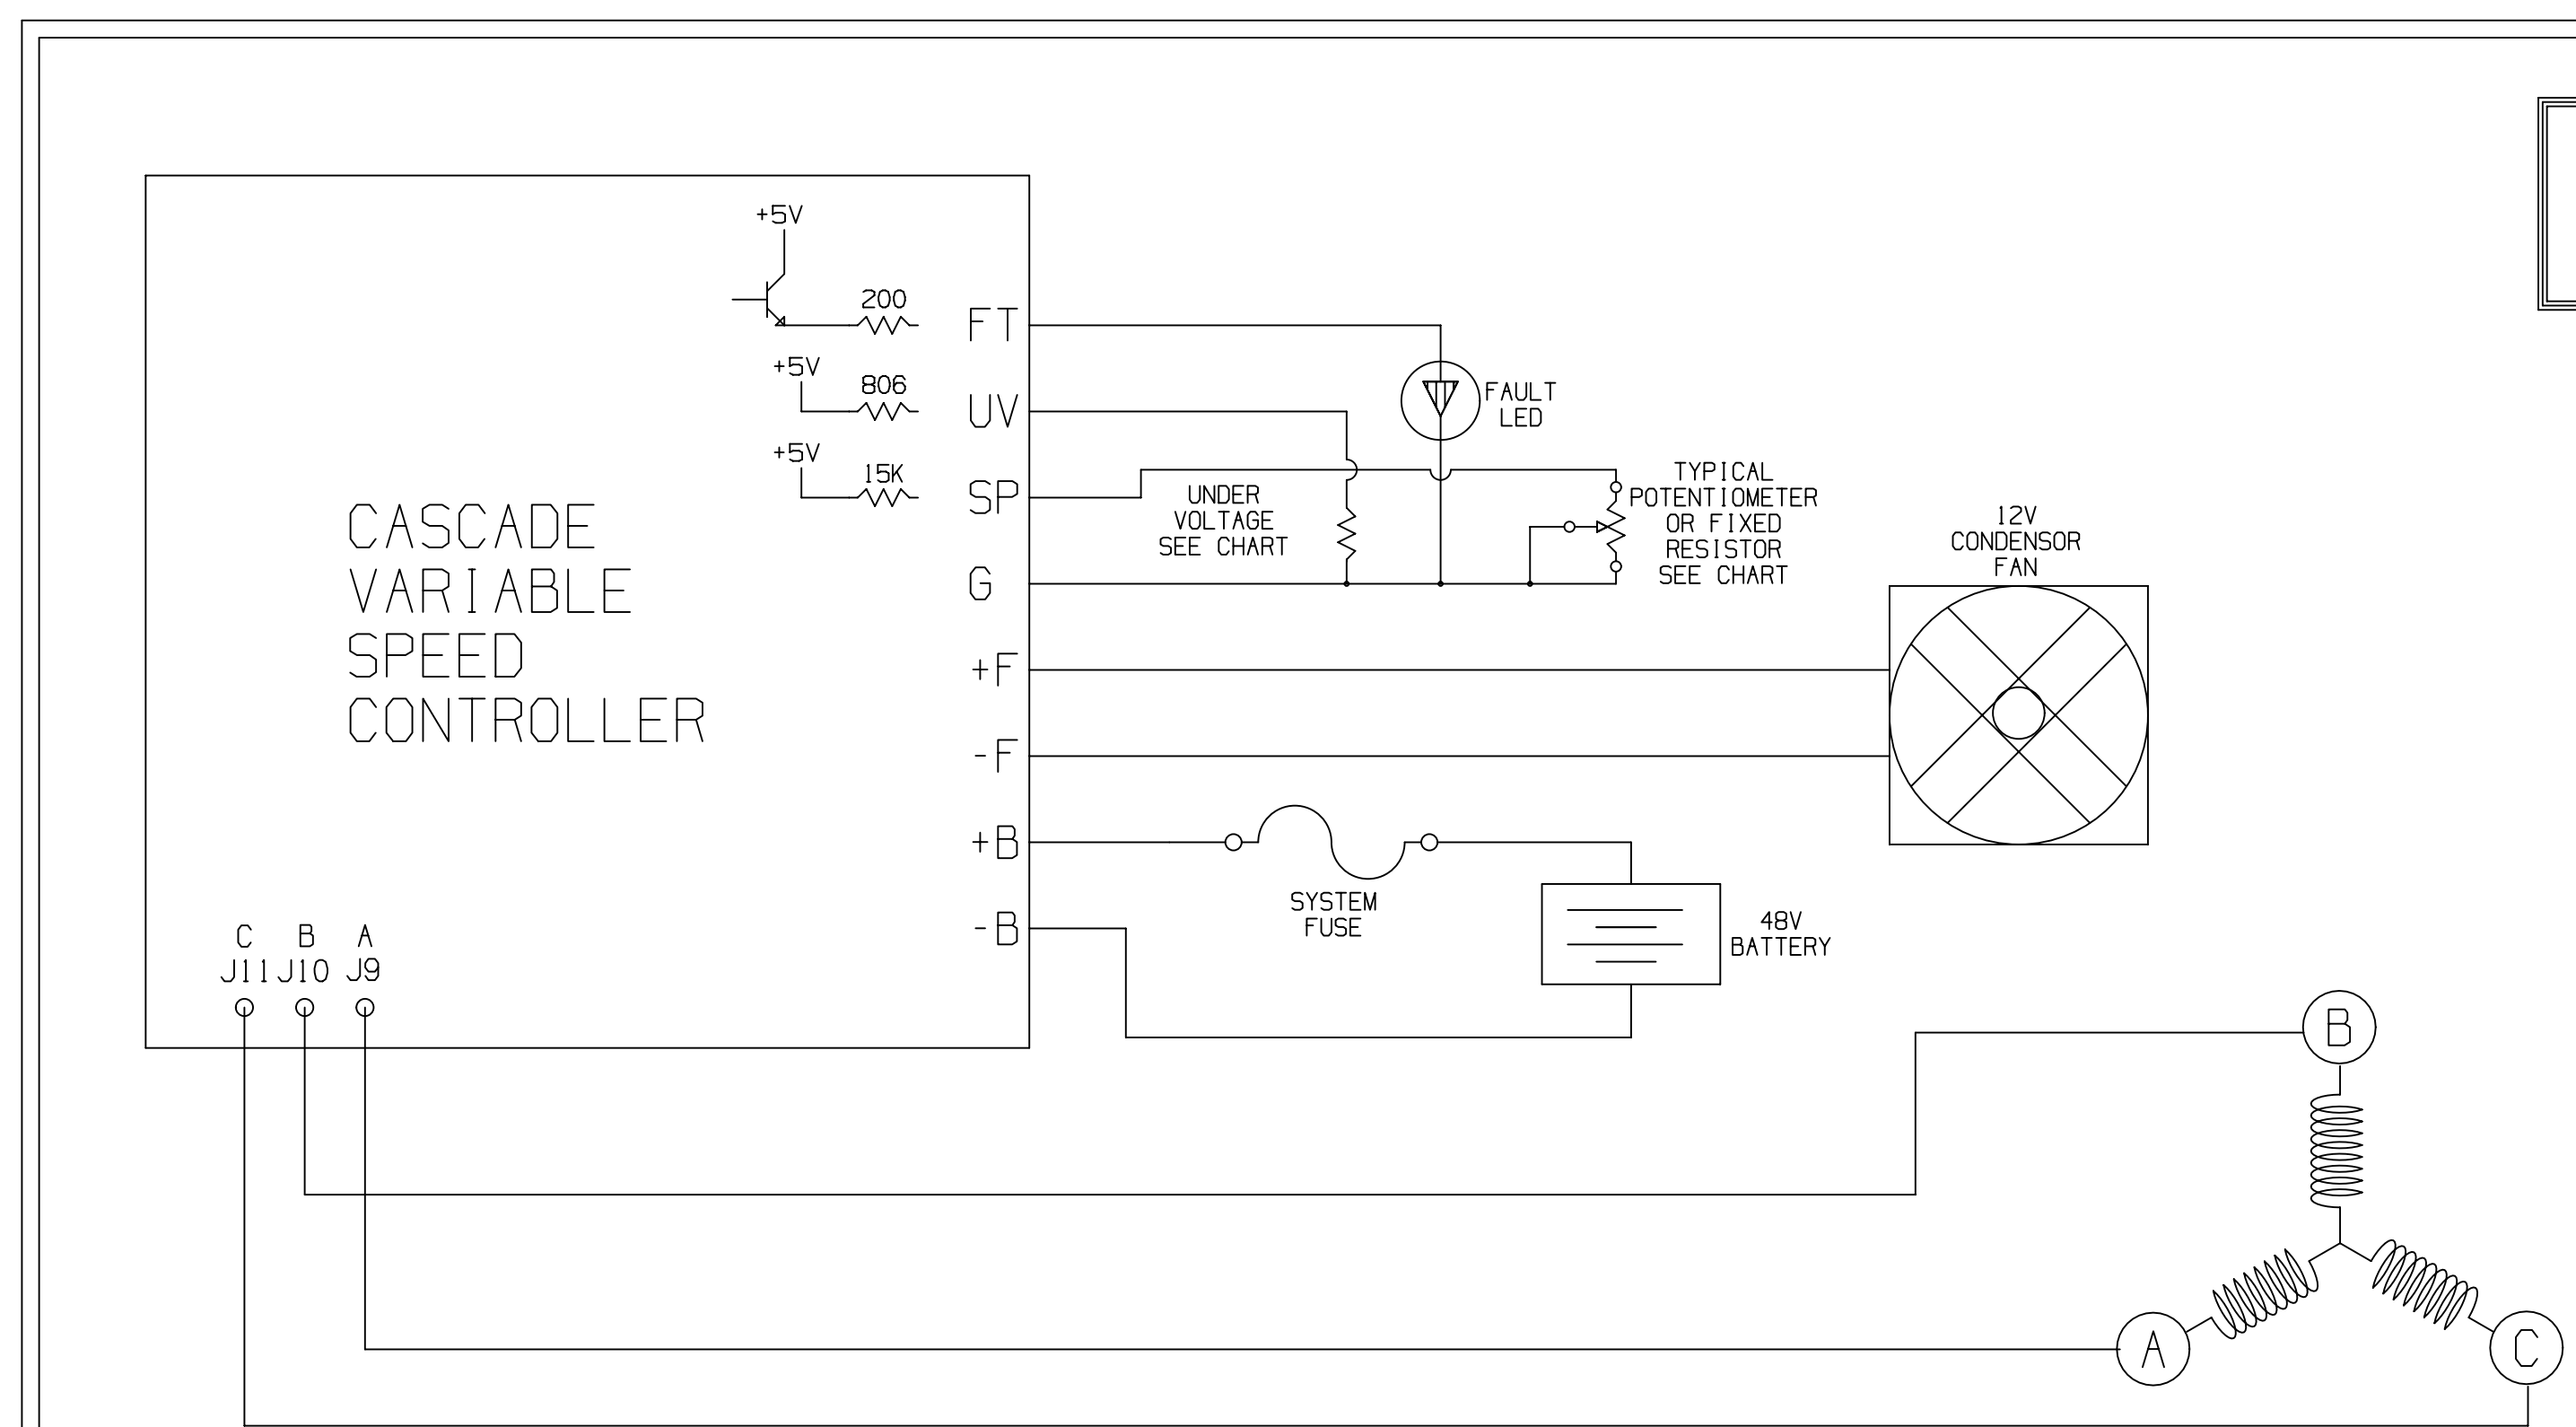 +5V
200
FT
+5V
806
UV
+5V
15K
SP
G
+F
-F
+B
-B
CASCADE
VARIABLE
SPEED
CONTROLLER
C B A
J11 J10 J9
FAULT
LED
UNDER
VOLTAGE
SEE CHART
TYPICAL
POTENTIOMETER
OR FIXED
RESISTOR
SEE CHART
12V
CONDENSOR
FAN
SYSTEM
FUSE
48V
BATTERY
B
A
C